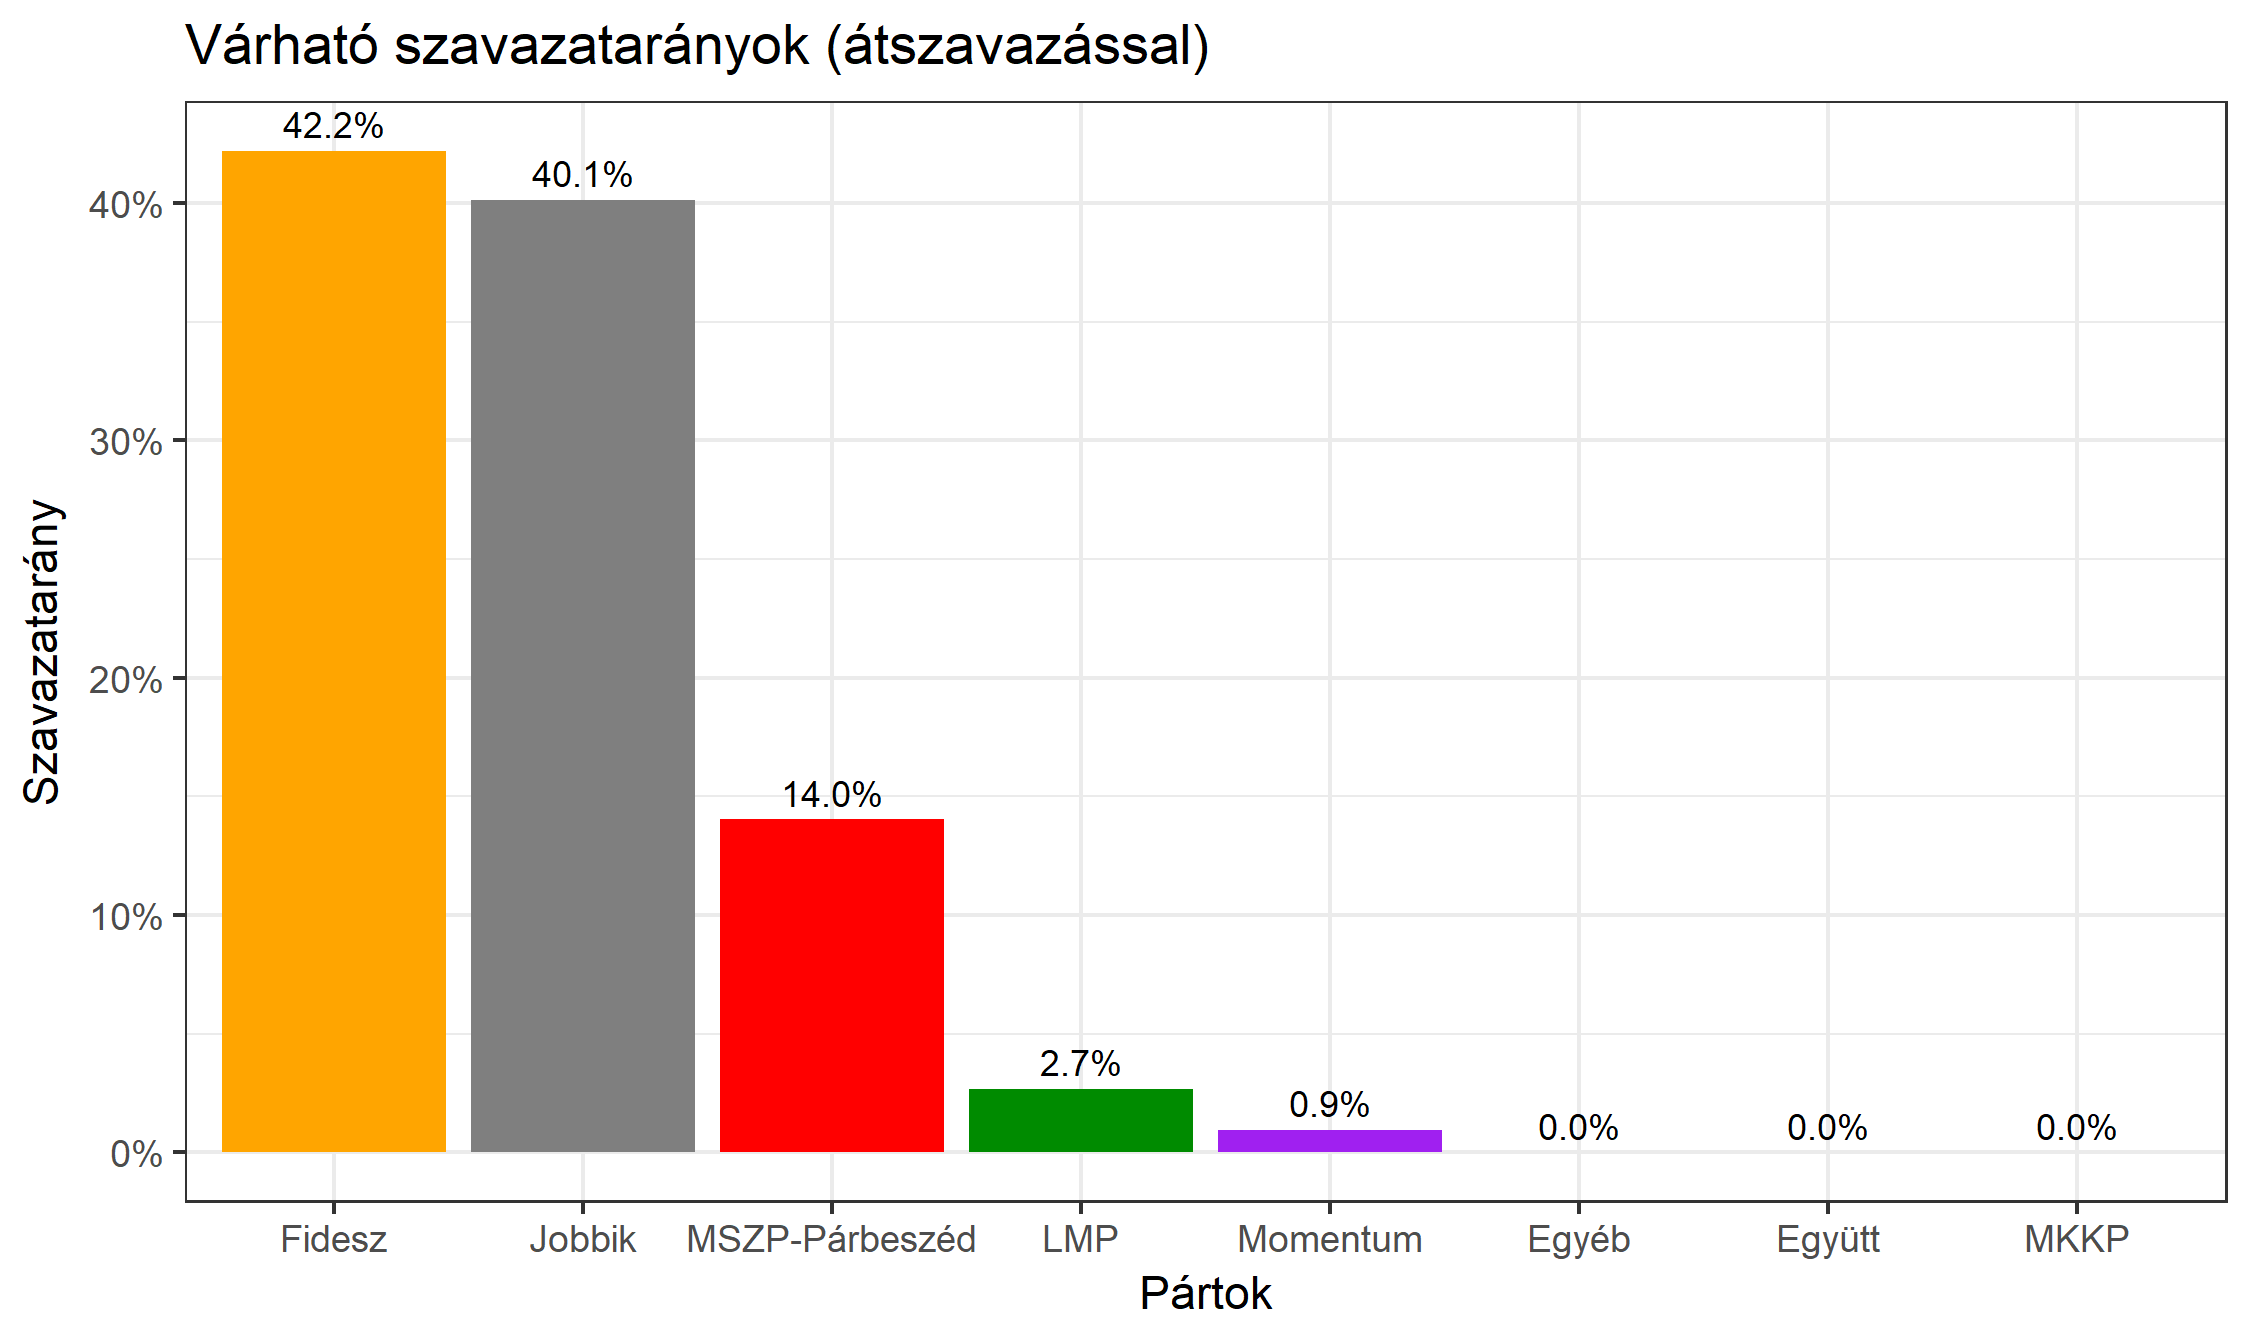 Várható szavazatarányok (átszavazással)
42.2%
40.1%
14.0%
2.7%
0.9%
0.0%
0.0%
0.0%
40%
30%
20%
10%
0%
Szavazatarány
Fidesz
Jobbik
MSZP-Párbeszéd
LMP
Momentum
Egyéb
Együtt
MKKP
Pártok